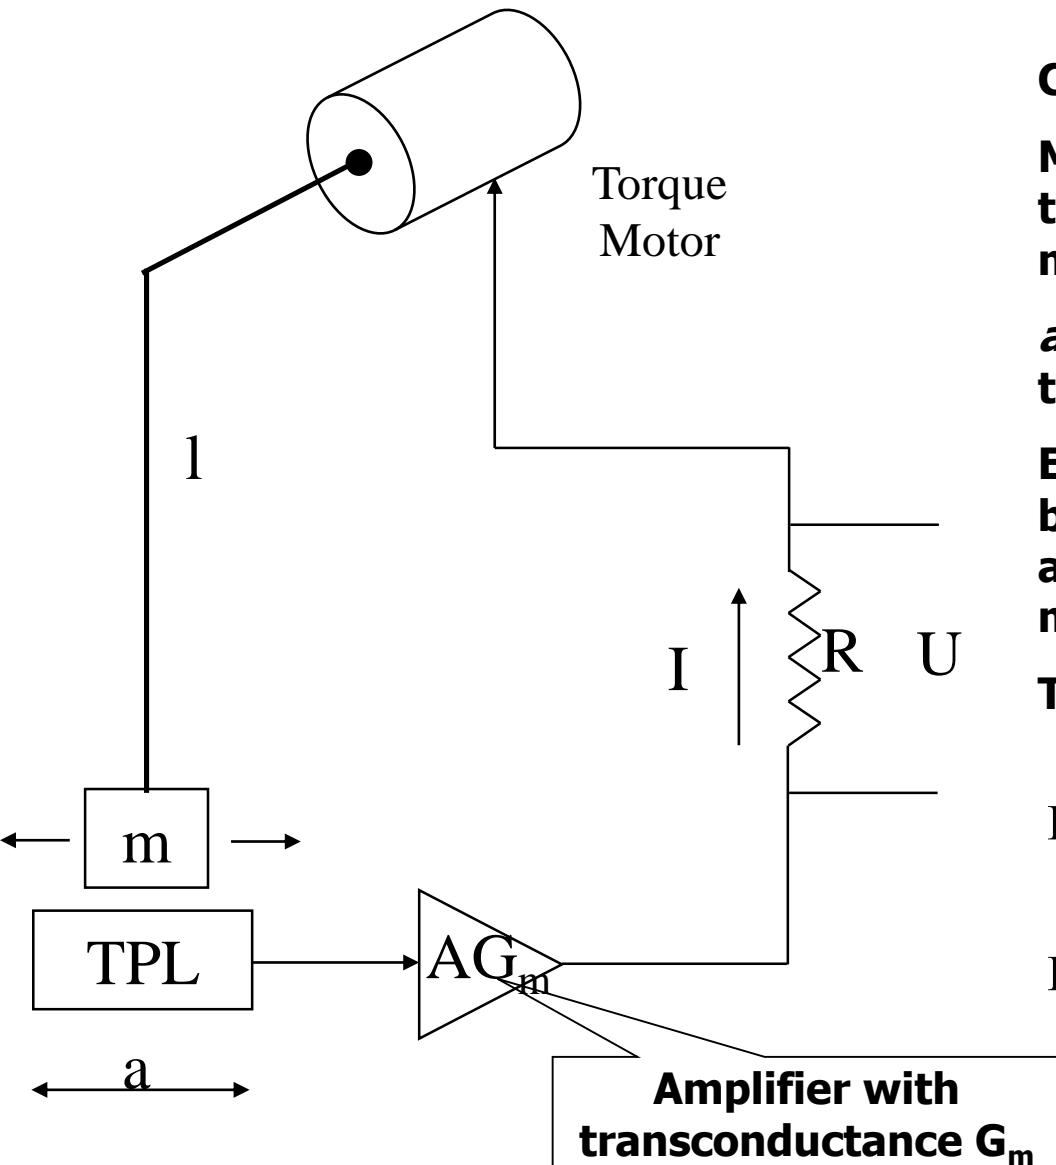 Torque
Motor
l
I
R
U
m
TPL
AGm
a
Amplifier with
transconductance Gm